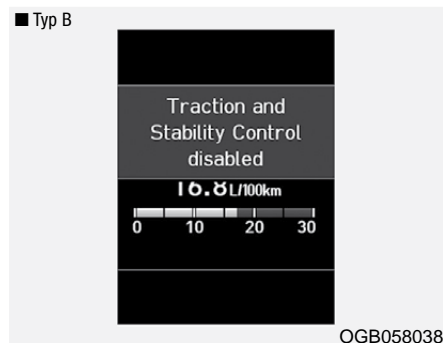 ■ Typ B
Traction and
Stability Control
disabled
16.8L/100km
0 10 20 30
OGB058038